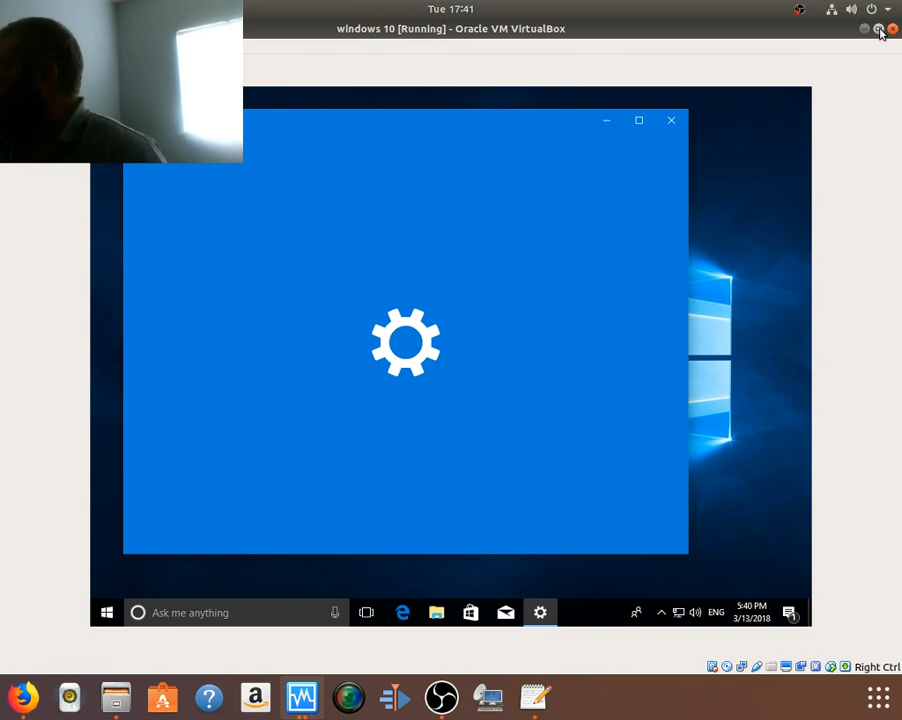 Tue 17:41
windows 10 [Running] - Oracle VM VirtualBox
Ask me anything
ENG
5:40 PM
3/13/2018
1
Right Ctrl